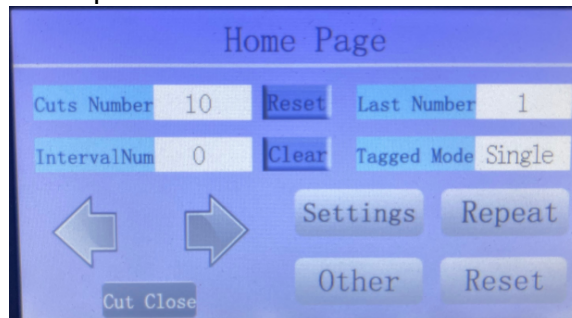 Home Page
Cuts Number 10 Reset Last Number 1
IntervalNum 0 Clear Tagged Mode Single
Settings Repeat
Other Reset
Cut Close